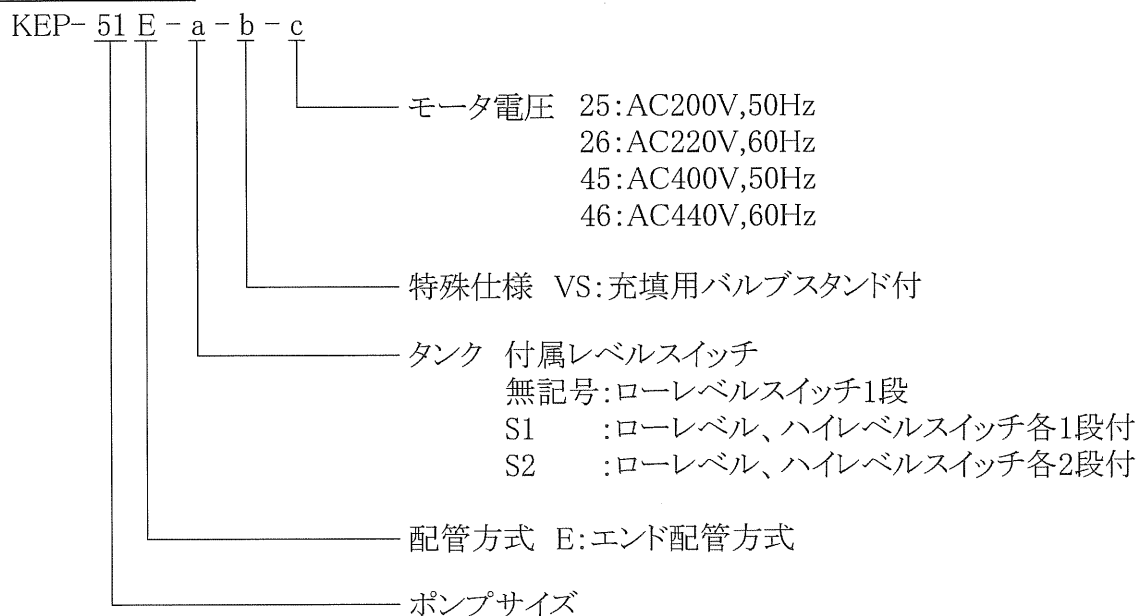 KEP- 51 E - a - b - c
モータ電圧 25:AC200V,50Hz
26:AC220V,60Hz
45:AC400V,50Hz
46:AC440V,60Hz
特殊仕様 VS:充填用バルブスタンド付
タンク 付属レベルスイッチ
無記号:ローレベルスイッチ1段
S1 :ローレベル、ハイレベルスイッチ各1段付
S2 :ローレベル、ハイレベルスイッチ各2段付
配管方式 E:エンド配管方式
ポンプサイズ